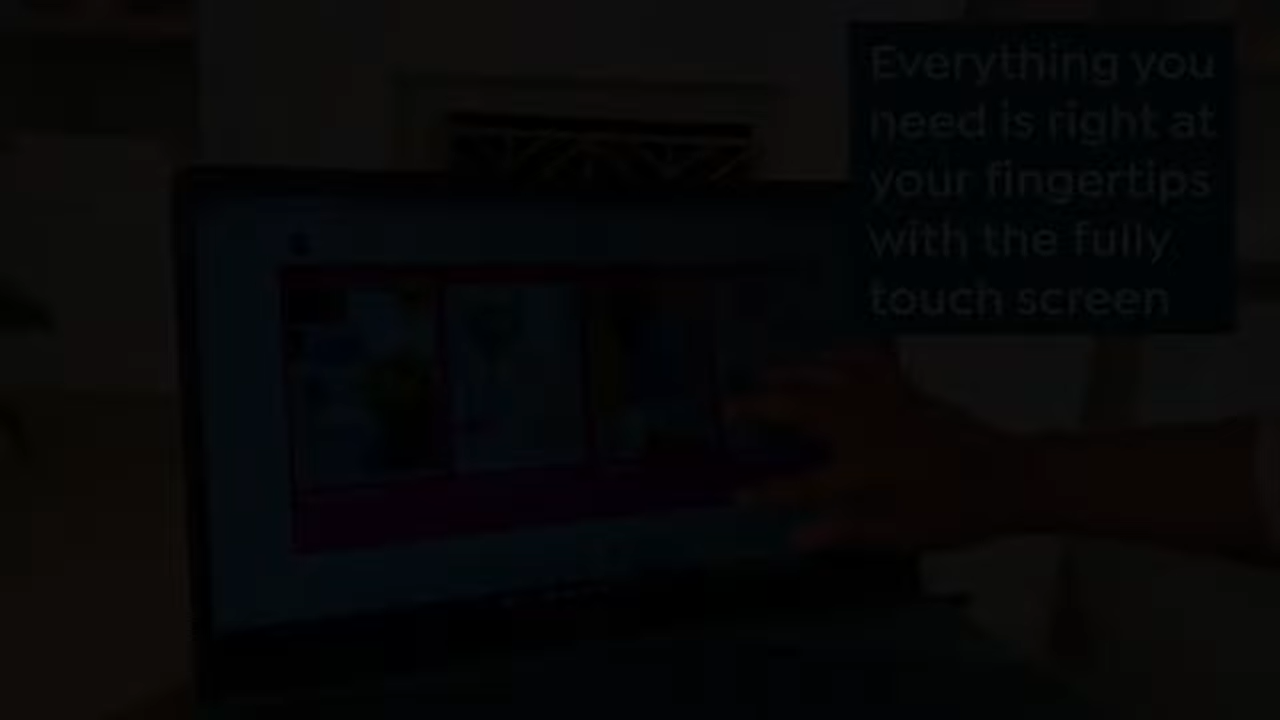 Everything you
need is right at
your fingertips
with the fully
touch screen